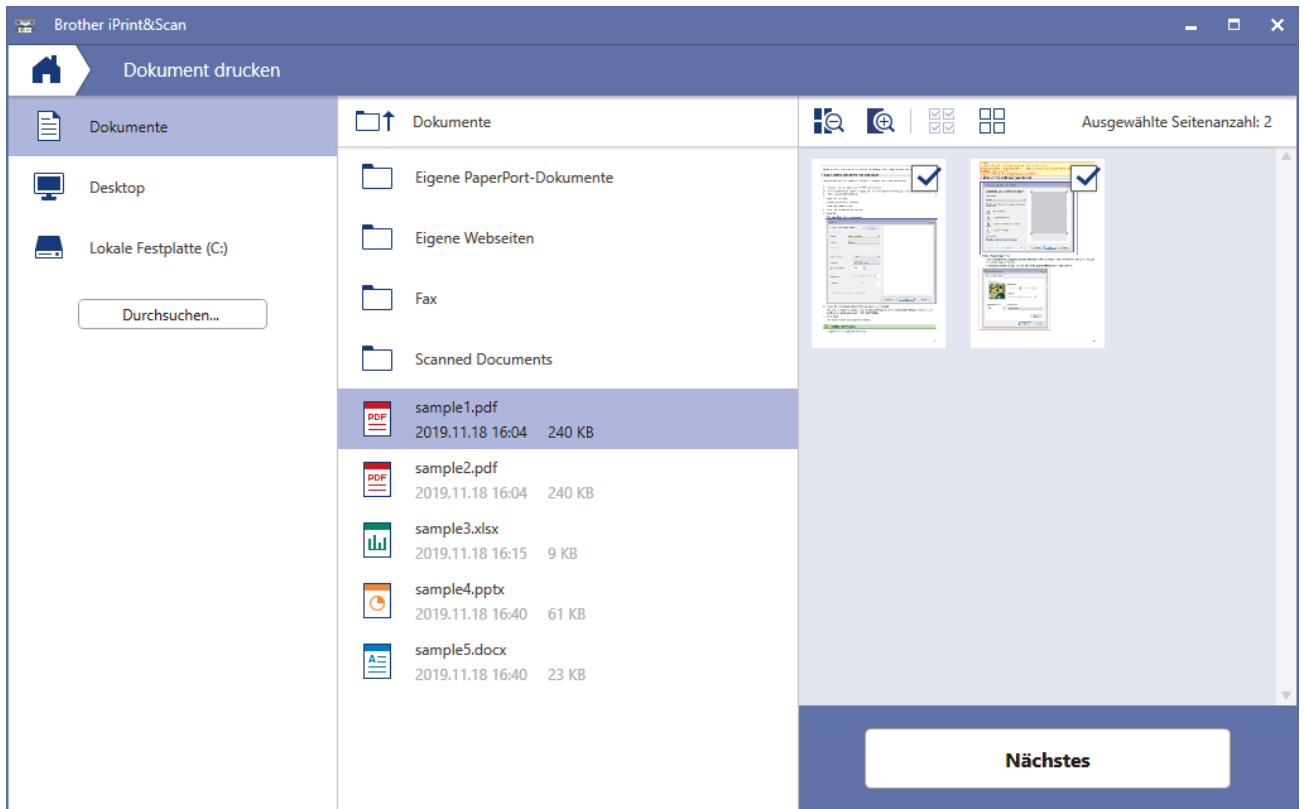 Brother iPrint&Scan
Dokument drucken
Dokumente
Desktop
Lokale Festplatte (C:)
Durchsuchen...
Dokumente
Eigene PaperPort-Dokumente
Eigene Webseiten
Fax
Scanned Documents
sample1.pdf
2019.11.18 16:04 240 KB
sample2.pdf
2019.11.18 16:04 240 KB
sample3.xlsx
2019.11.18 16:15 9 KB
sample4.pptx
2019.11.18 16:40 61 KB
sample5.docx
2019.11.18 16:40 23 KB
PDF
PDF
A
Ausgewählte Seitenanzahl: 2
Nächstes